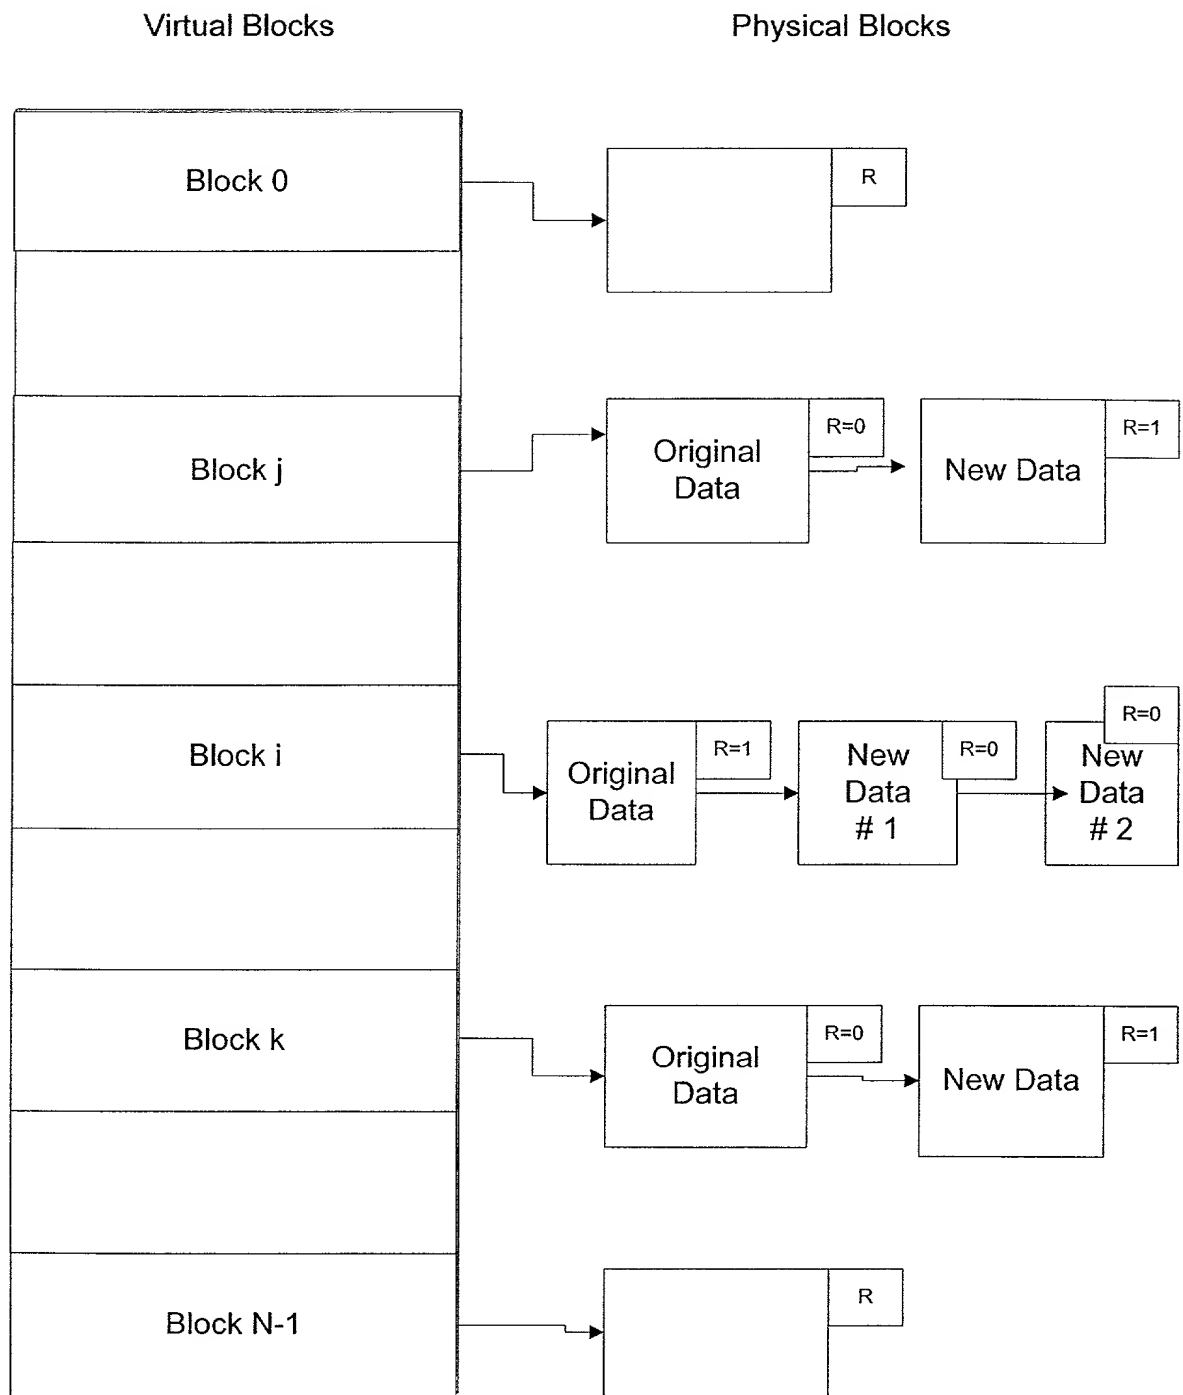 Virtual Blocks
Physical Blocks
Block 0
R
Block j
Original
Data
R=0
New Data
R=1
Block i
Original
Data
R=1
New
Data
# 1
R=0
New
Data
# 2
R=0
Block k
Original
Data
R=0
New Data
R=1
Block N-1
R